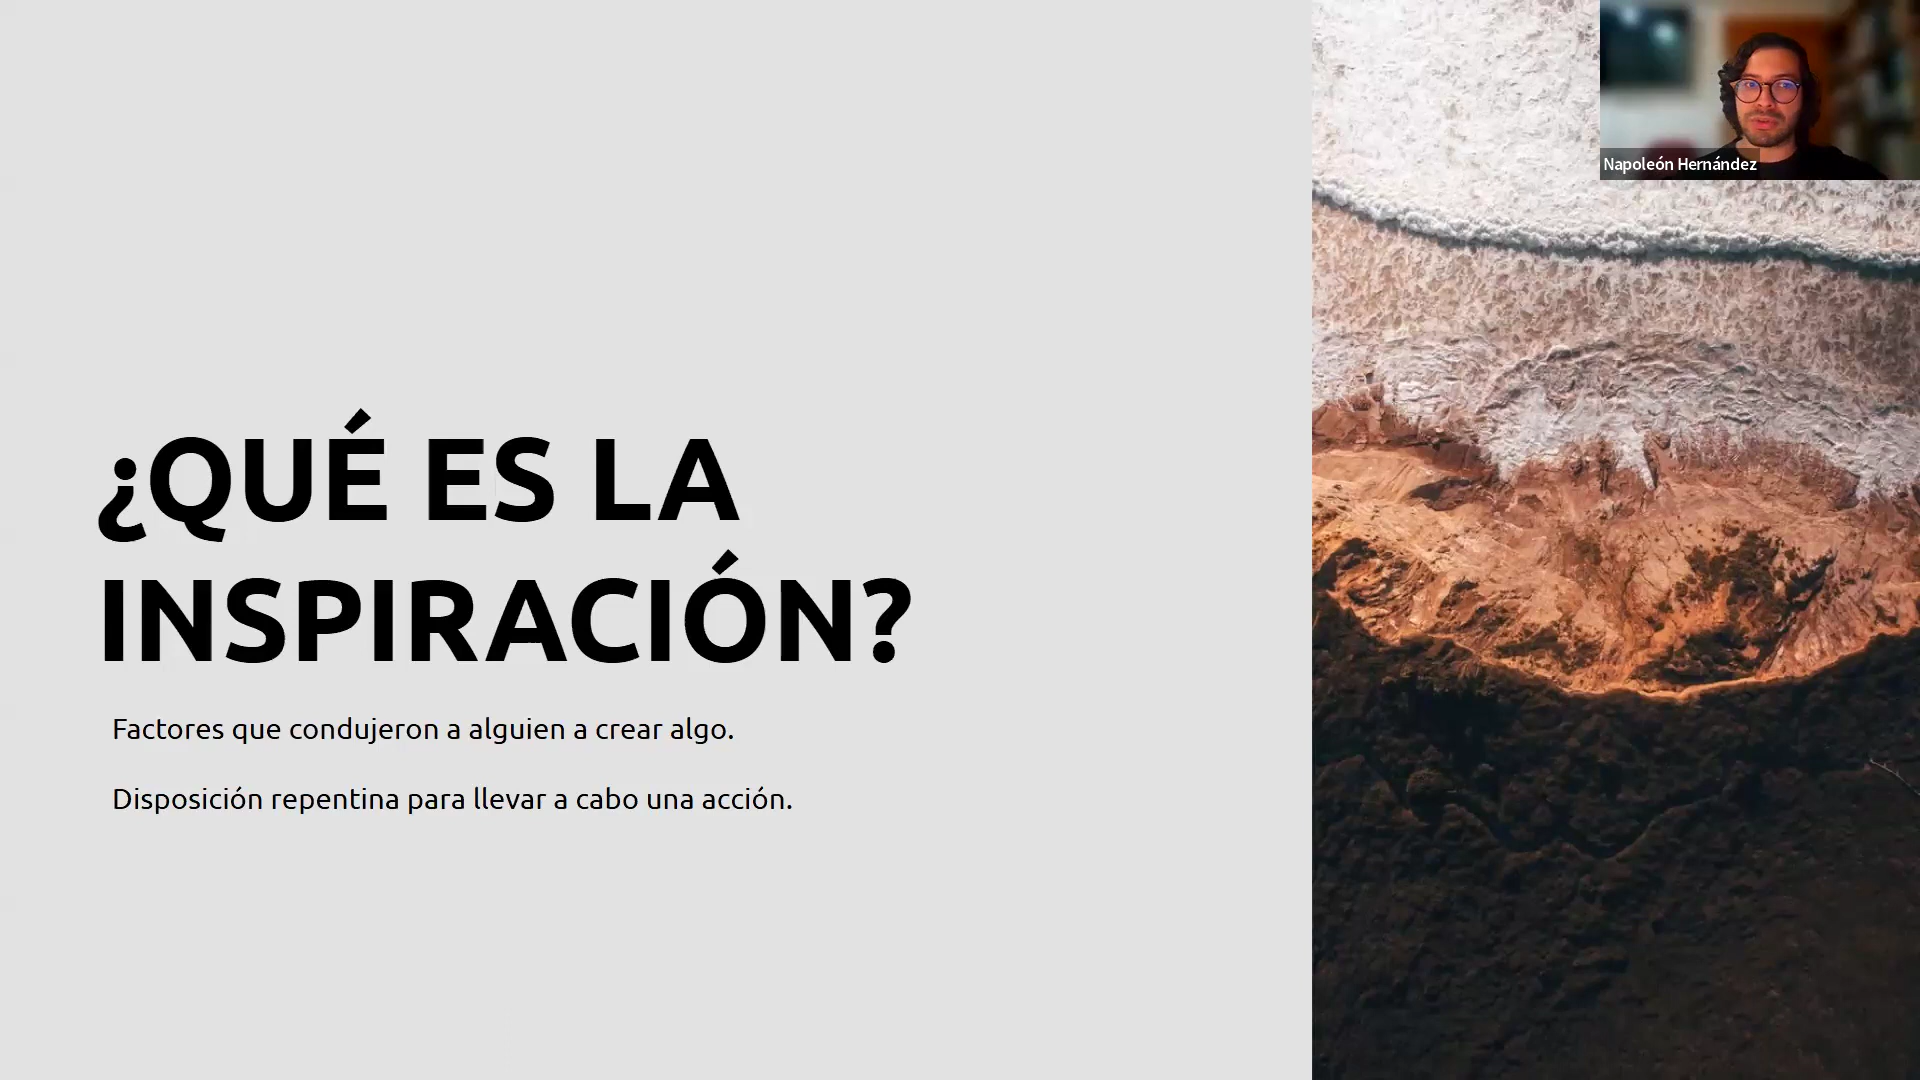 Napoleón Hernández
¿QUÉ ES LA
INSPIRACIÓN?
Factores que condujeron a alguien a crear algo.
Disposición repentina para llevar a cabo una acción.